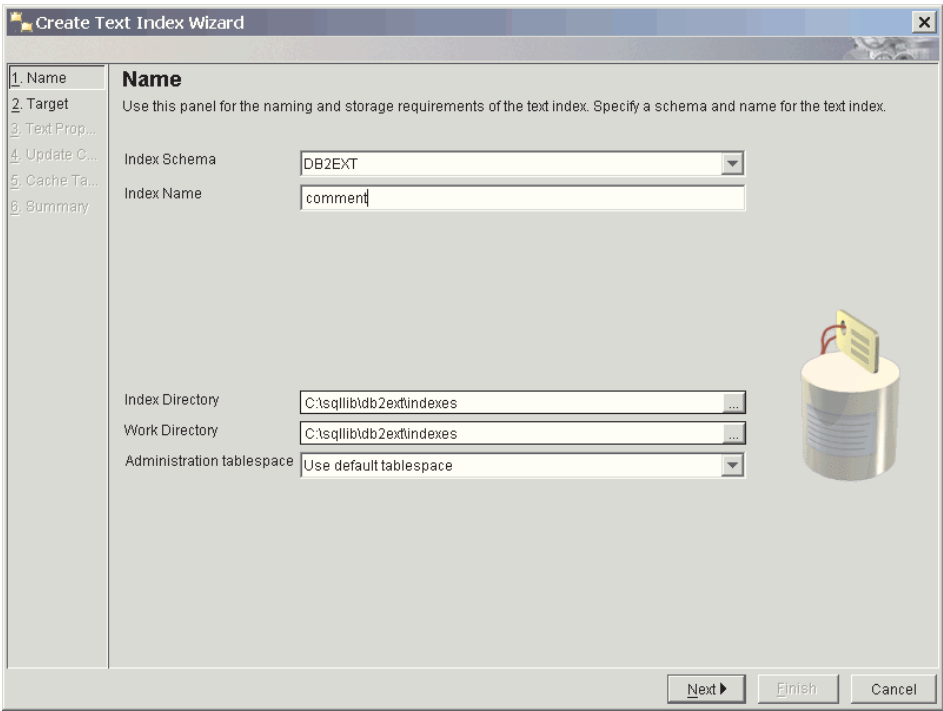 Create Text Index Wizard
1. Name
2. Target
3. Text Prop...
4. Update C...
5. Cache Ta...
6. Summary
Name
Use this panel for the naming and storage requirements of the text index. Specify a schema and name for the text index.
Index Schema DB2EXT
Index Name comment
Index Directory C:\sqllib\db2ext\indexes ...
Work Directory C:\sqllib\db2ext\indexes ...
Administration tablespace Use default tablespace
Next Finish Cancel